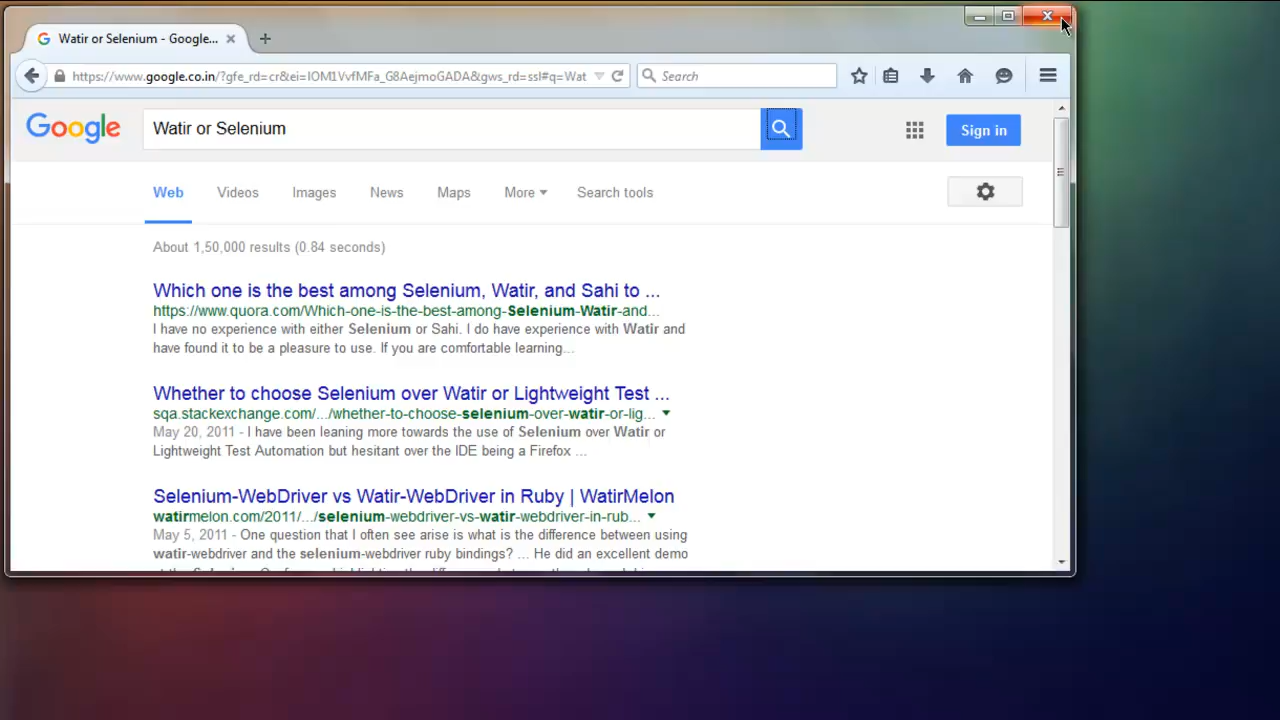 Watir or Selenium - Google...
https://www.google.co.in/?gfe_rd=cr&ei=IOM1VvfMFa_G8AejmoGADA&gws_rd=ssl#q=Wat
Search
Google
Watir or Selenium
Sign in
Web Videos Images News Maps More Search tools
About 1,50,000 results (0.84 seconds)
Which one is the best among Selenium, Watir, and Sahi to ...
https://www.quora.com/Which-one-is-the-best-among-Selenium-Watir-and...
I have no experience with either Selenium or Sahi. I do have experience with Watir and
have found it to be a pleasure to use. If you are comfortable learning...
Whether to choose Selenium over Watir or Lightweight Test ...
sqa.stackexchange.com/.../whether-to-choose-selenium-over-watir-or-lig...
May 20, 2011 - I have been leaning more towards the use of Selenium over Watir or
Lightweight Test Automation but hesitant over the IDE being a Firefox ...
Selenium-WebDriver vs Watir-WebDriver in Ruby | WatirMelon
watirmelon.com/2011/.../selenium-webdriver-vs-watir-webdriver-in-rub...
May 5, 2011 - One question that I often see arise is what is the difference between using
watir-webdriver and the selenium-webdriver ruby bindings? ... He did an excellent demo